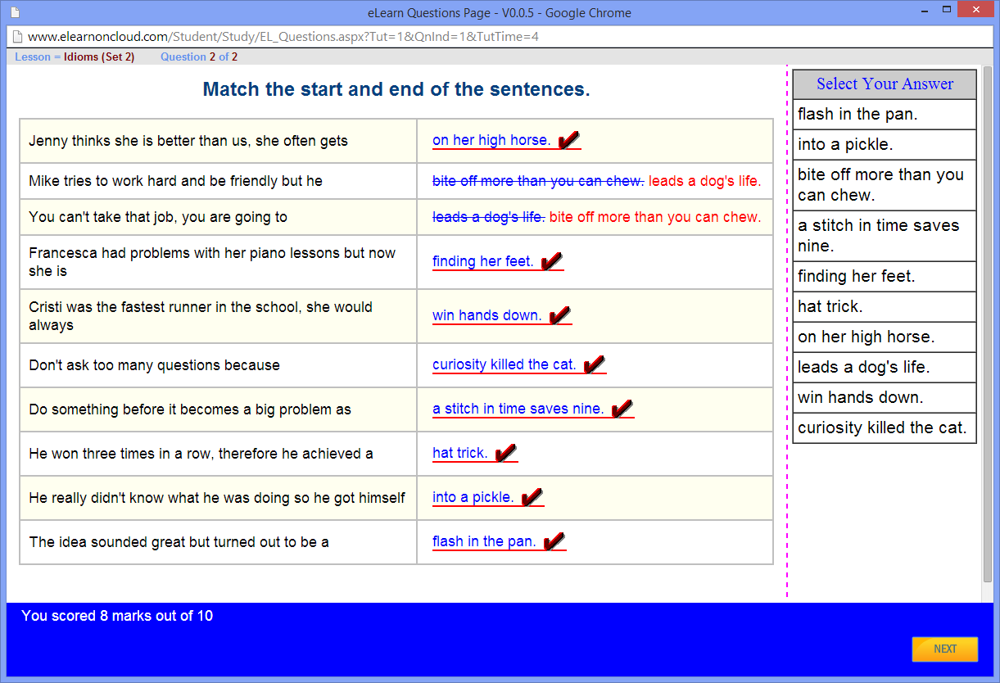 eLearn Questions Page - V0.0.5 - Google Chrome
www.elearnoncloud.com/Student/Study/EL_Questions.aspx?Tut=1&QnInd=1&TutTime=4
Lesson = Idioms (Set 2) Question 2 of 2
Match the start and end of the sentences.
Jenny thinks she is better than us, she often gets on her high horse.
Mike tries to work hard and be friendly but he bite off more than you can chew. leads a dog's life.
You can't take that job, you are going to leads a dog's life. bite off more than you can chew.
Francesca had problems with her piano lessons but now
she is
finding her feet.
Cristi was the fastest runner in the school, she would
always
win hands down.
Don't ask too many questions because curiosity killed the cat.
Do something before it becomes a big problem as a stitch in time saves nine.
He won three times in a row, therefore he achieved a hat trick.
He really didn't know what he was doing so he got himself into a pickle.
The idea sounded great but turned out to be a flash in the pan.
Select Your Answer
flash in the pan.
into a pickle.
bite off more than you
can chew.
a stitch in time saves
nine.
finding her feet.
hat trick.
on her high horse.
leads a dog's life.
win hands down.
curiosity killed the cat.
You scored 8 marks out of 10
NEXT